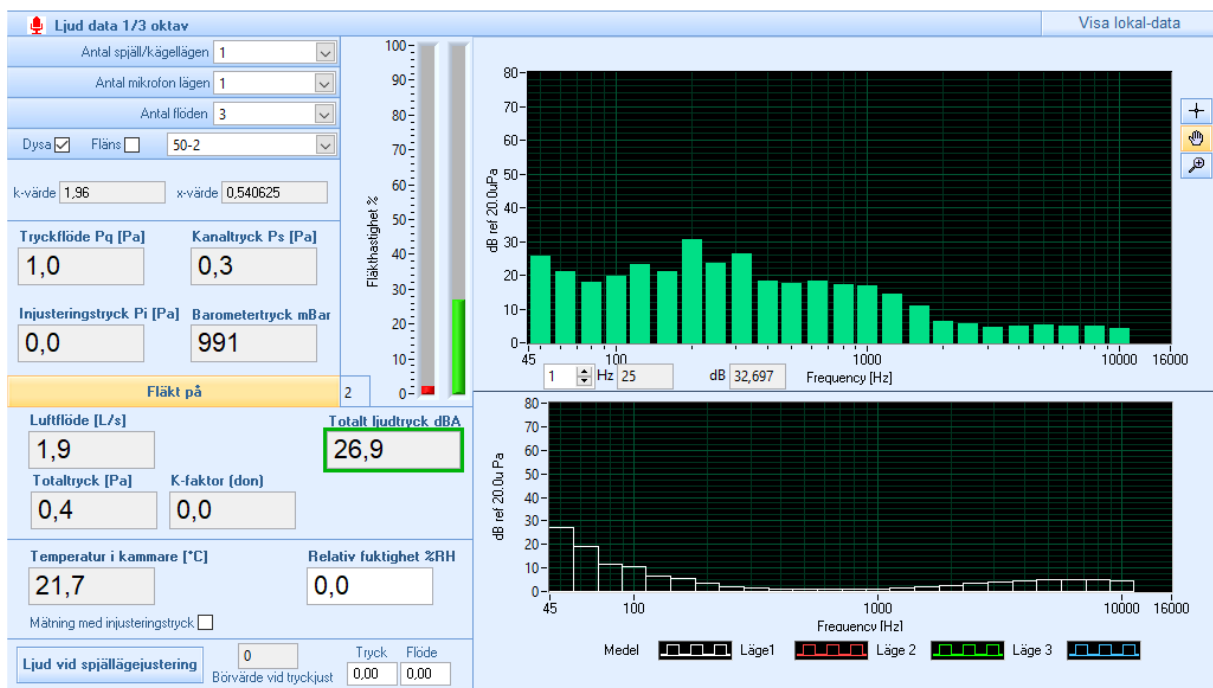 Ljud data 1/3 oktav
Visa lokal-data
Antal spjäll/kägellägen 1
Antal mikrofon lägen 1
Antal flöden 3
Dysa Fläns 50-2
k-värde 1,96 x-värde 0,540625
Tryckflöde Pq [Pa] Kanaltryck Ps [Pa]
1,0 0,3
Injusteringstryck Pi [Pa] Barometertryck mBar
0,0 991
Fläkt på 2
Fläkthastighet %
100
90
80
70
60
50
40
30
20
10
0
Luftflöde [L/s] Totalt ljudtryck dBA
1,9 26,9
Totaltryck [Pa] K-faktor (don)
0,4 0,0
Temperatur i kammare [°C] Relativ fuktighet %RH
21,7 0,0
Mätning med injusteringstryck
Ljud vid spjällägejustering 0 Tryck Flöde
Börvärde vid tryckjust 0,00 0,00
dB ref 20.0uPa
80
70
60
50
40
30
20
10
0
45 100 1000 10000 16000
1 Hz 25 dB 32,697 Frequency [Hz]
dB ref 20.0u Pa
80
70
60
50
40
30
20
10
0
45 100 1000 10000 16000
Frequency [Hz]
Medel Läge1 Läge 2 Läge 3